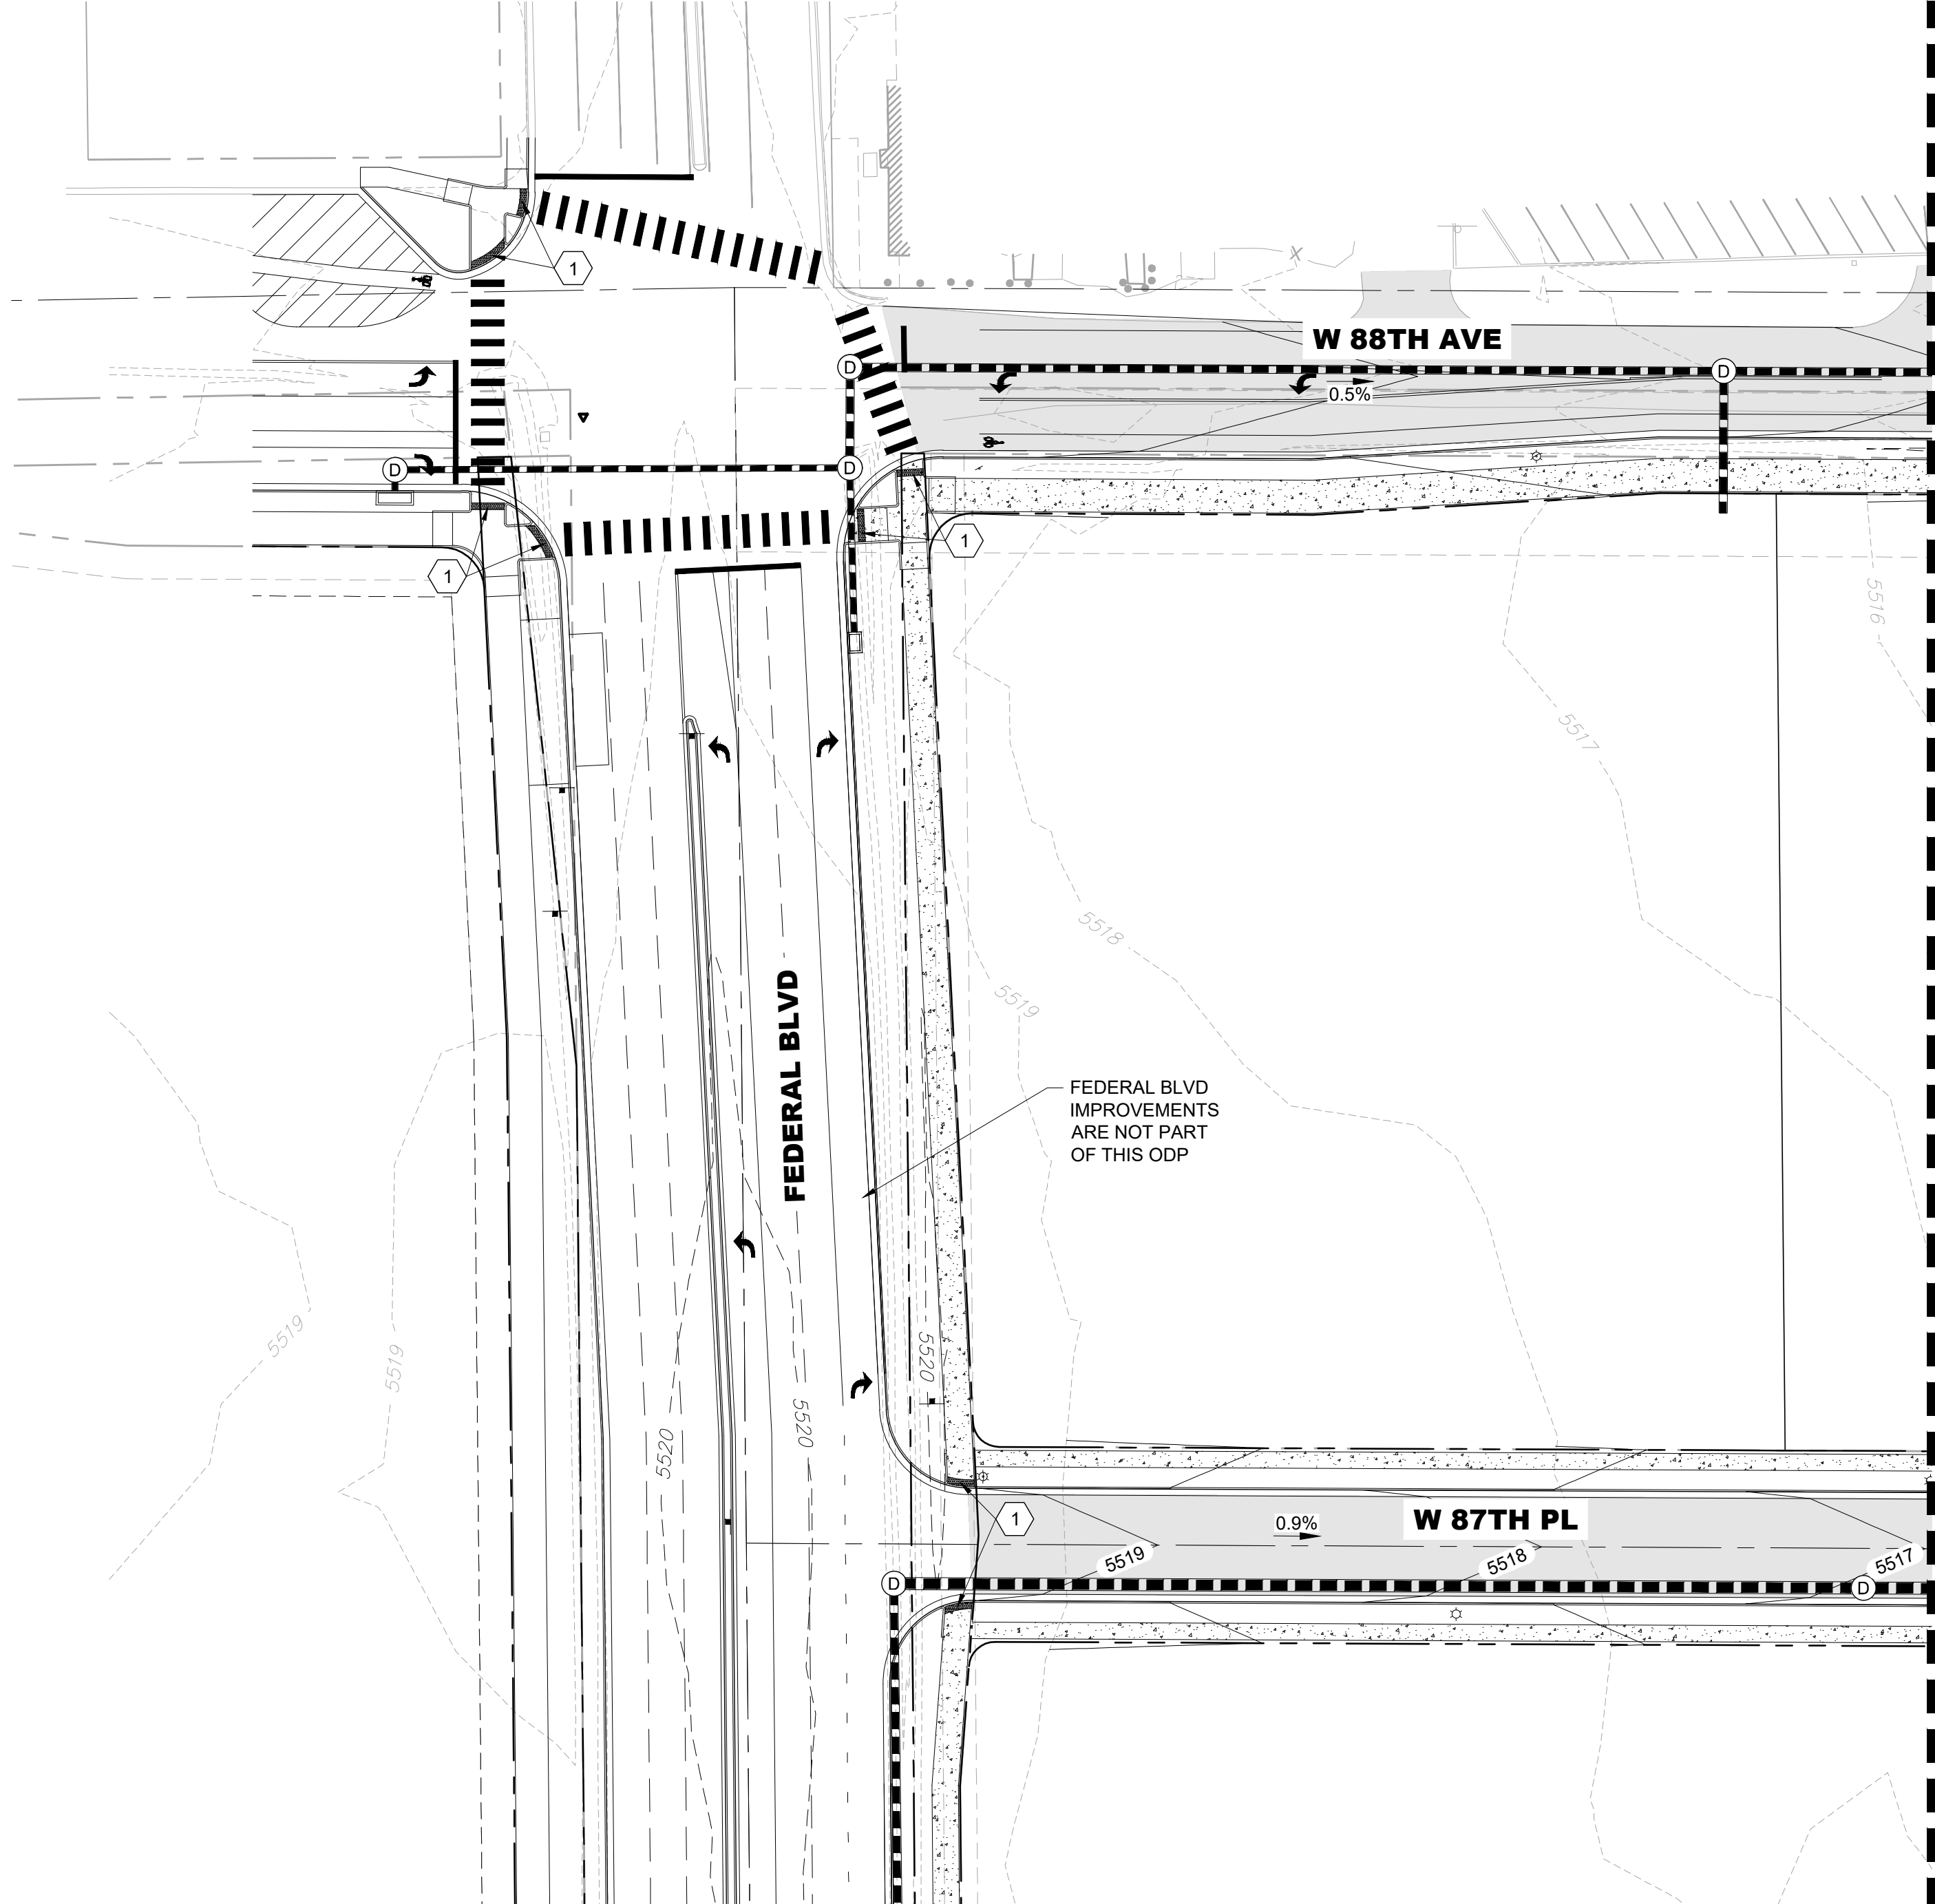 1
D
W 88TH AVE
D
0.5%
D
D
1
1
5516
5517
5518
5519
FEDERAL BLVD
FEDERAL BLVD
IMPROVEMENTS
ARE NOT PART
OF THIS ODP
5519
5519
5520
5520
5520
1
0.9%
W 87TH PL
5519
5518
5517
D
D